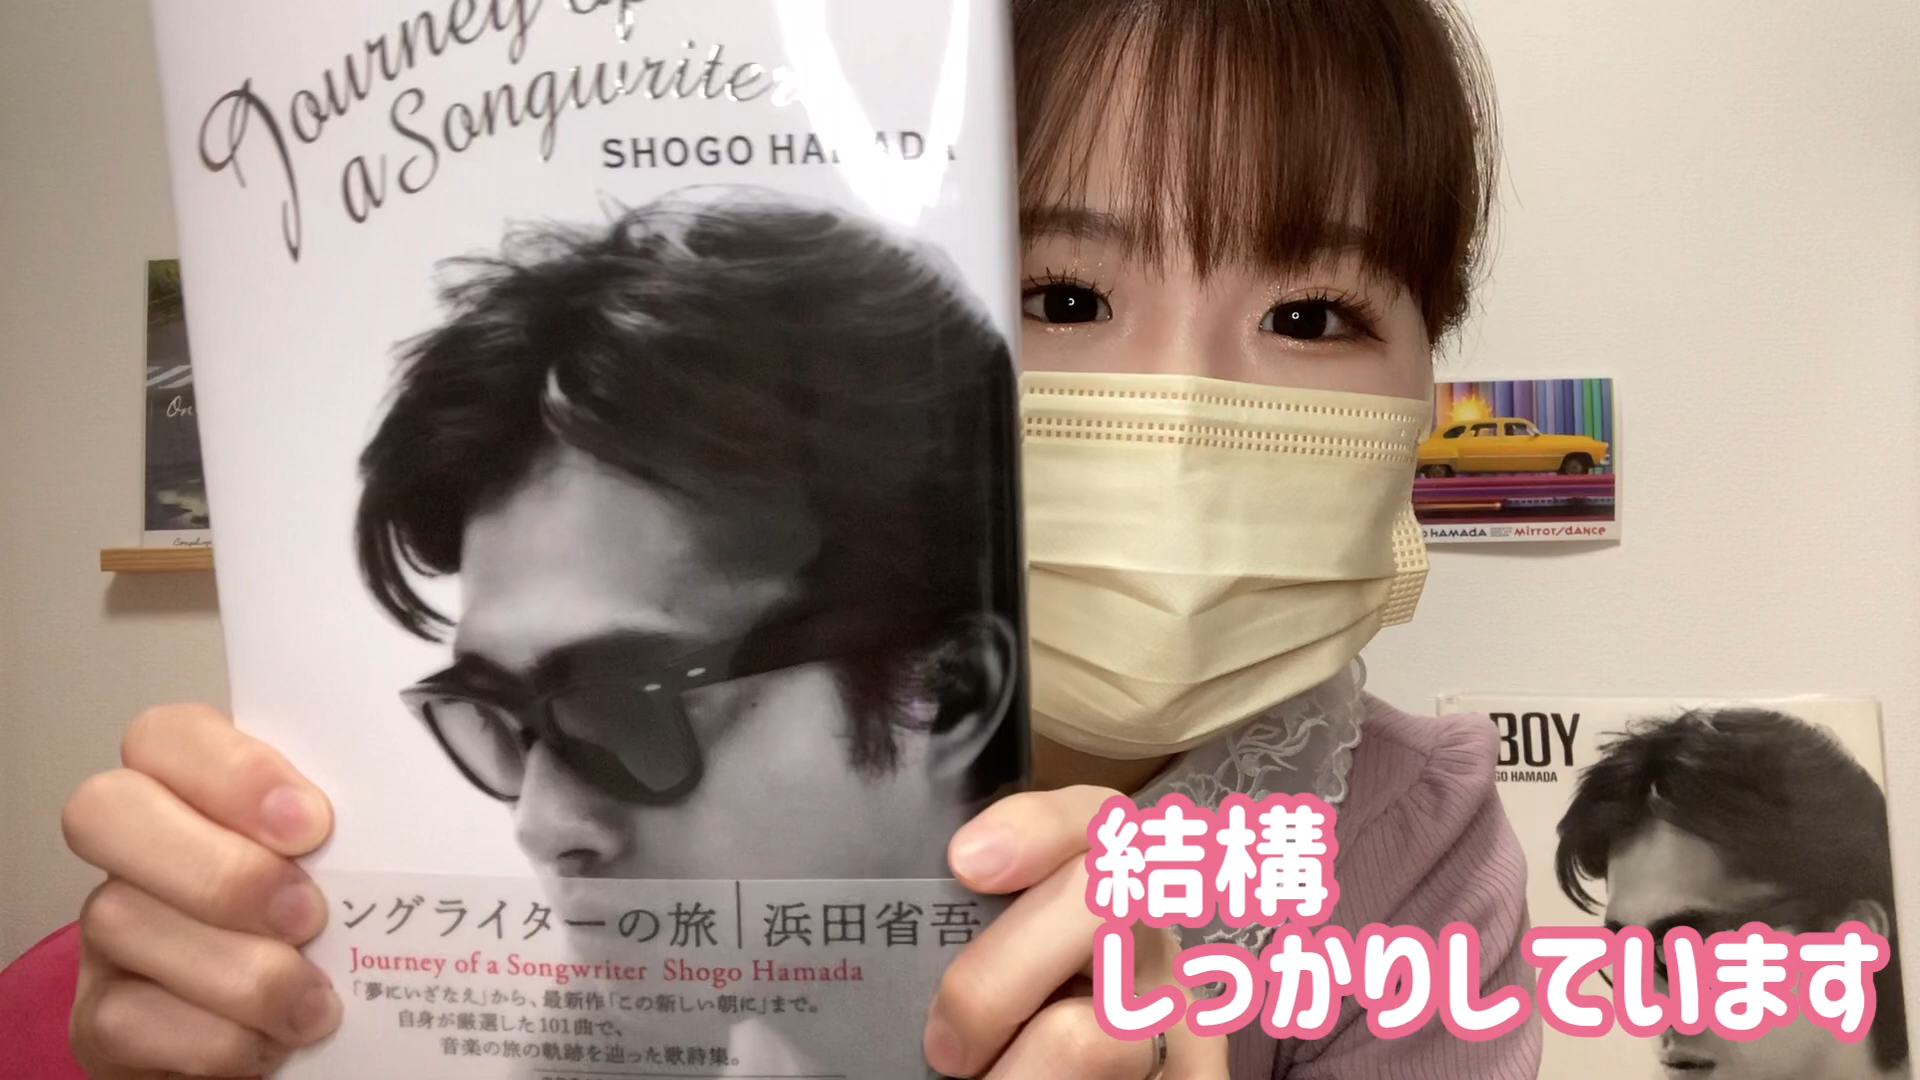 Journey of
a Songwriter
SHOGO HAMADA
ングライターの旅│浜田省吾
Journey of a Songwriter Shogo Hamada
「夢にいざなえ」から、最新作「この新しい朝に」まで。
自身が厳選した101曲で、
音楽の旅の軌跡を辿った歌詩集。
On
HAMADA
MIRROR/dANCe
BOY
GO HAMADA
結構
しっかりしています